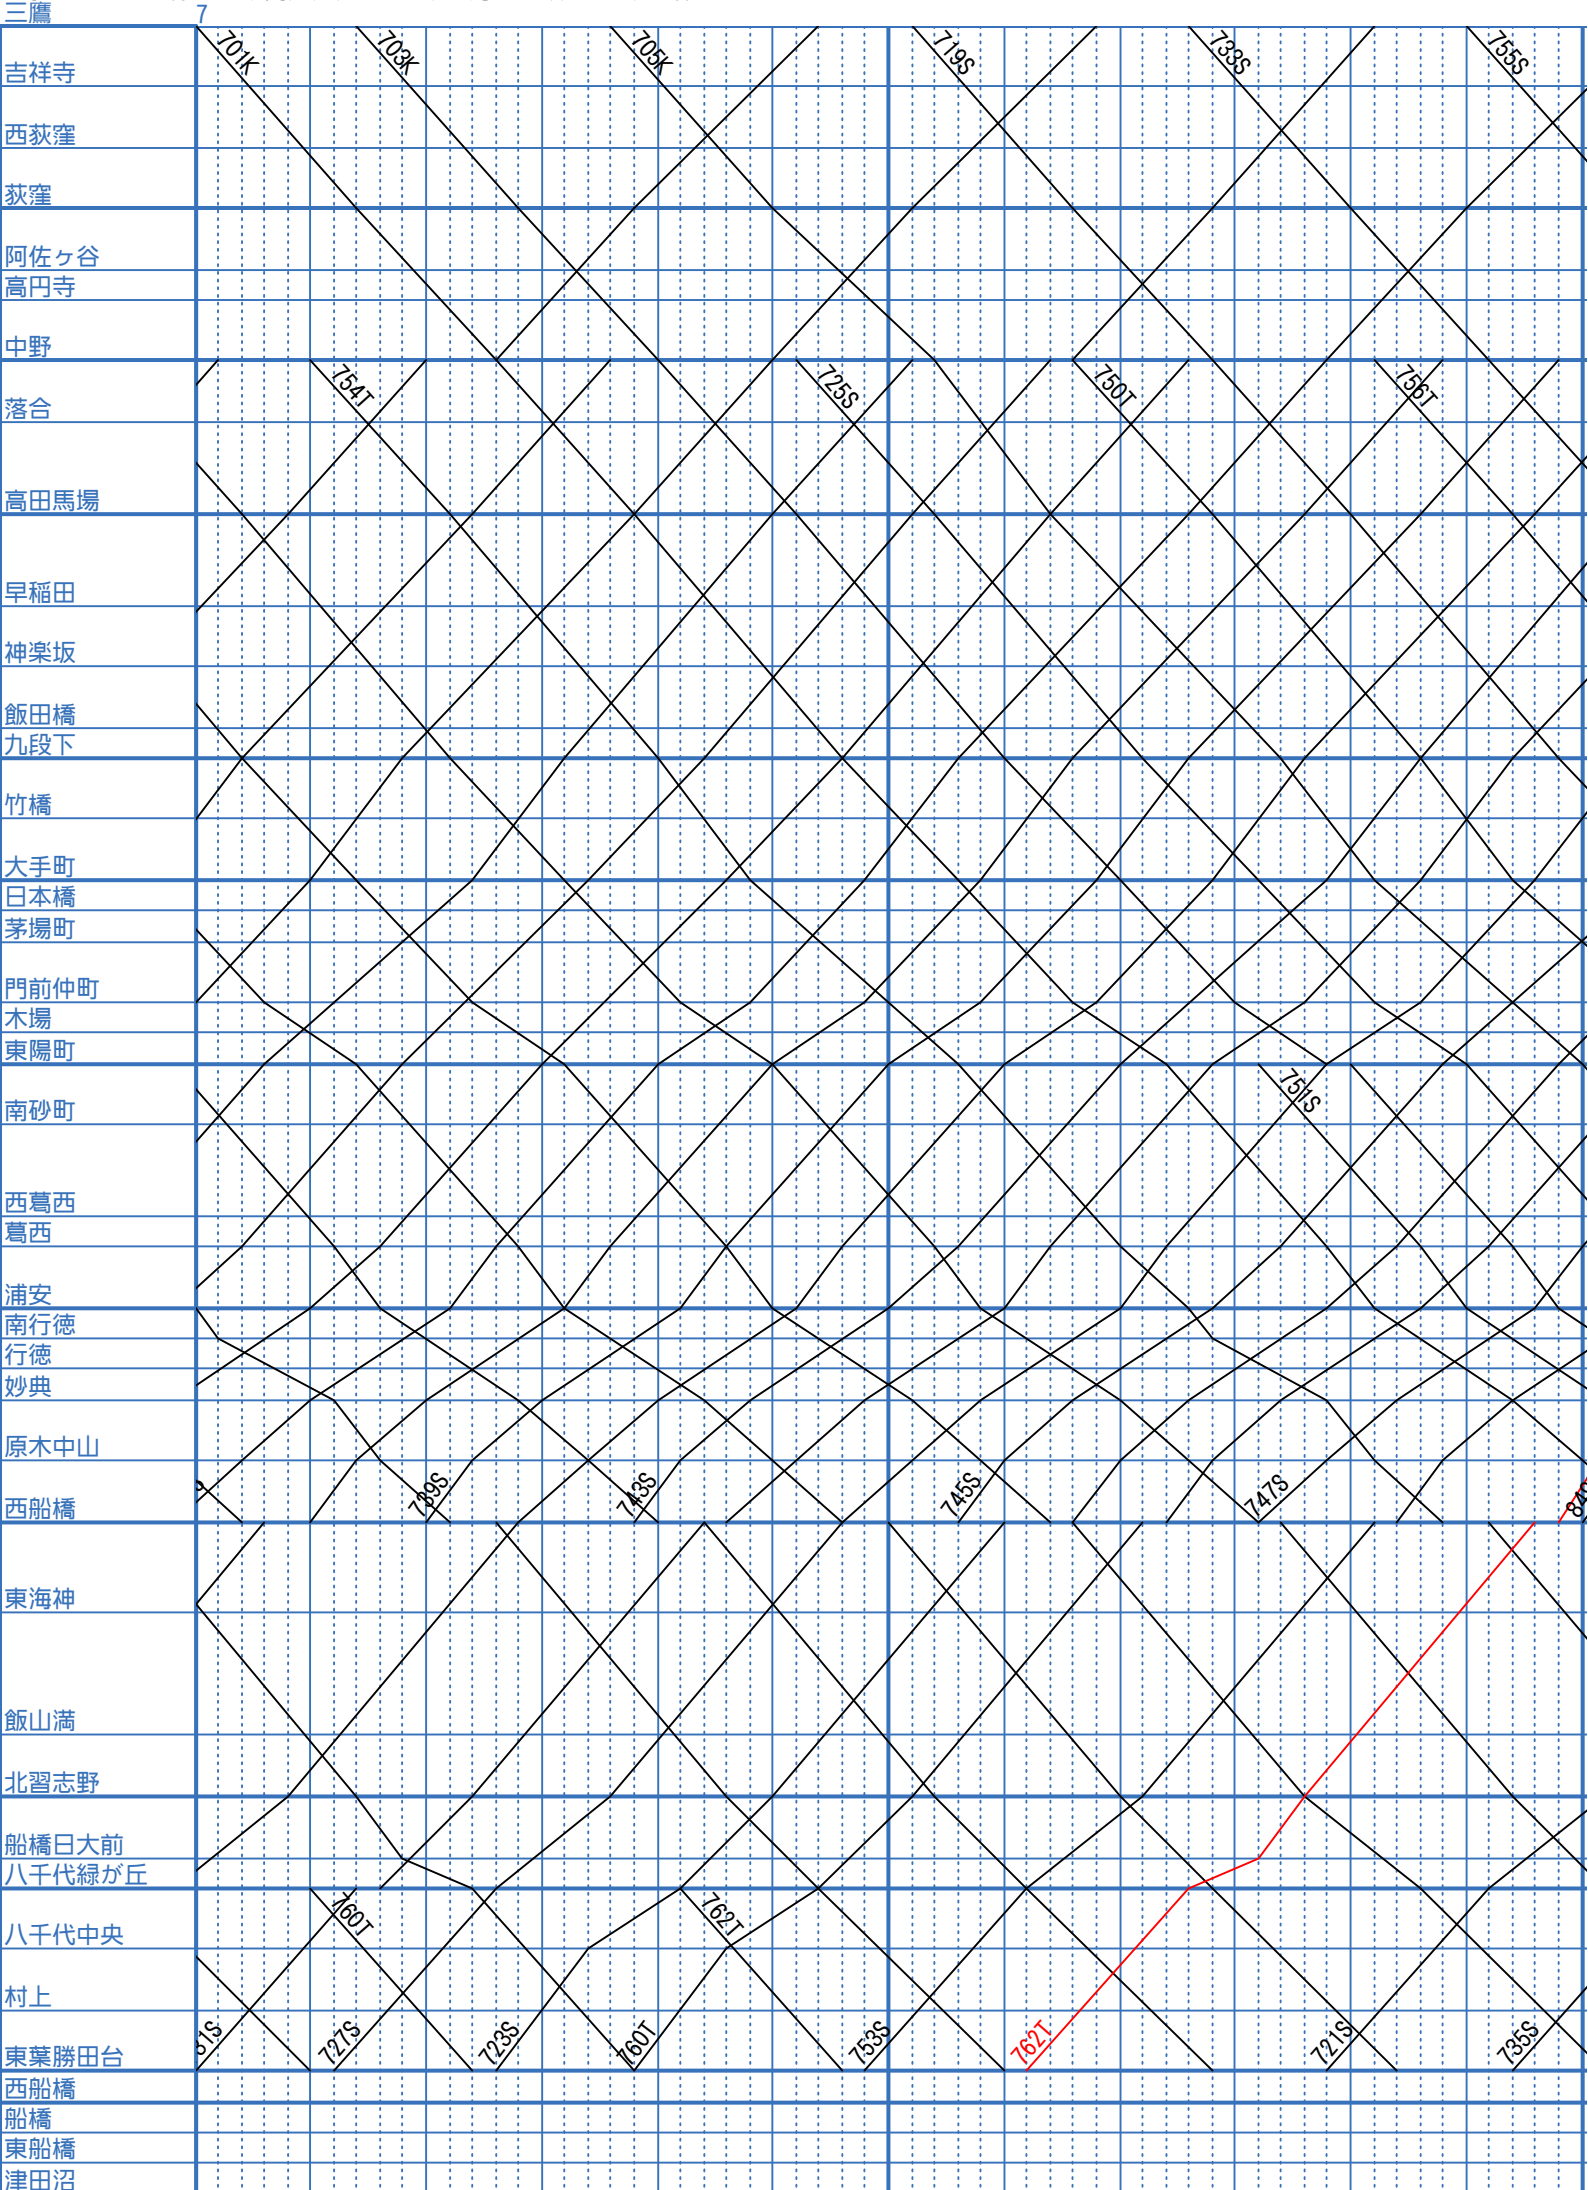 三鷹 7
701K 703K 705K 719S 733S 755S
吉祥寺
西荻窪
荻窪
阿佐ヶ谷
高円寺
中野
754T 725S 750T 756T
落合
高田馬場
早稲田
神楽坂
飯田橋
九段下
竹橋
大手町
日本橋
茅場町
門前仲町
木場
東陽町
751S
南砂町
西葛西
葛西
浦安
南行徳
行徳
妙典
原木中山
739S 743S 745S 747S
西船橋
東海神
飯山満
北習志野
船橋日大前
八千代緑が丘
760T 762T
八千代中央
村上
31S 727S 723S 760T 753S 762T 721S 735S
東葉勝田台
西船橋
船橋
東船橋
津田沼